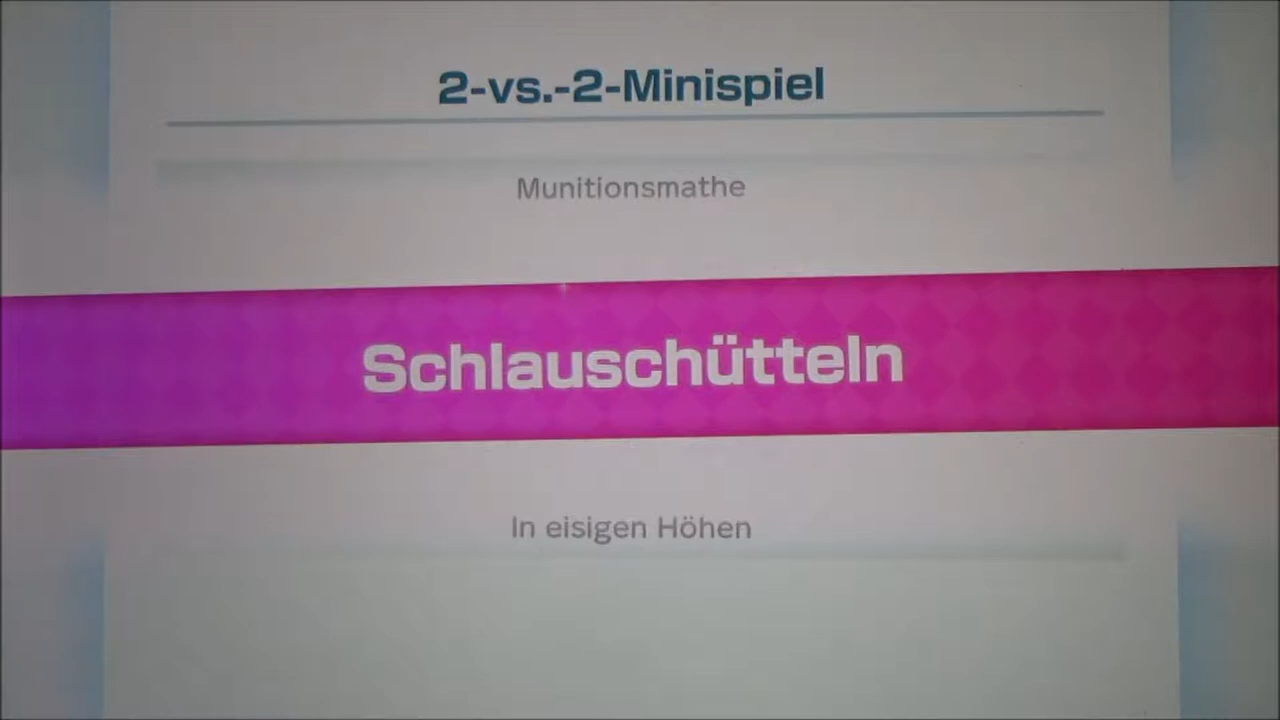 2-vs.-2-Minispiel
Munitionsmathe
Schlauschütteln
In eisigen Höhen